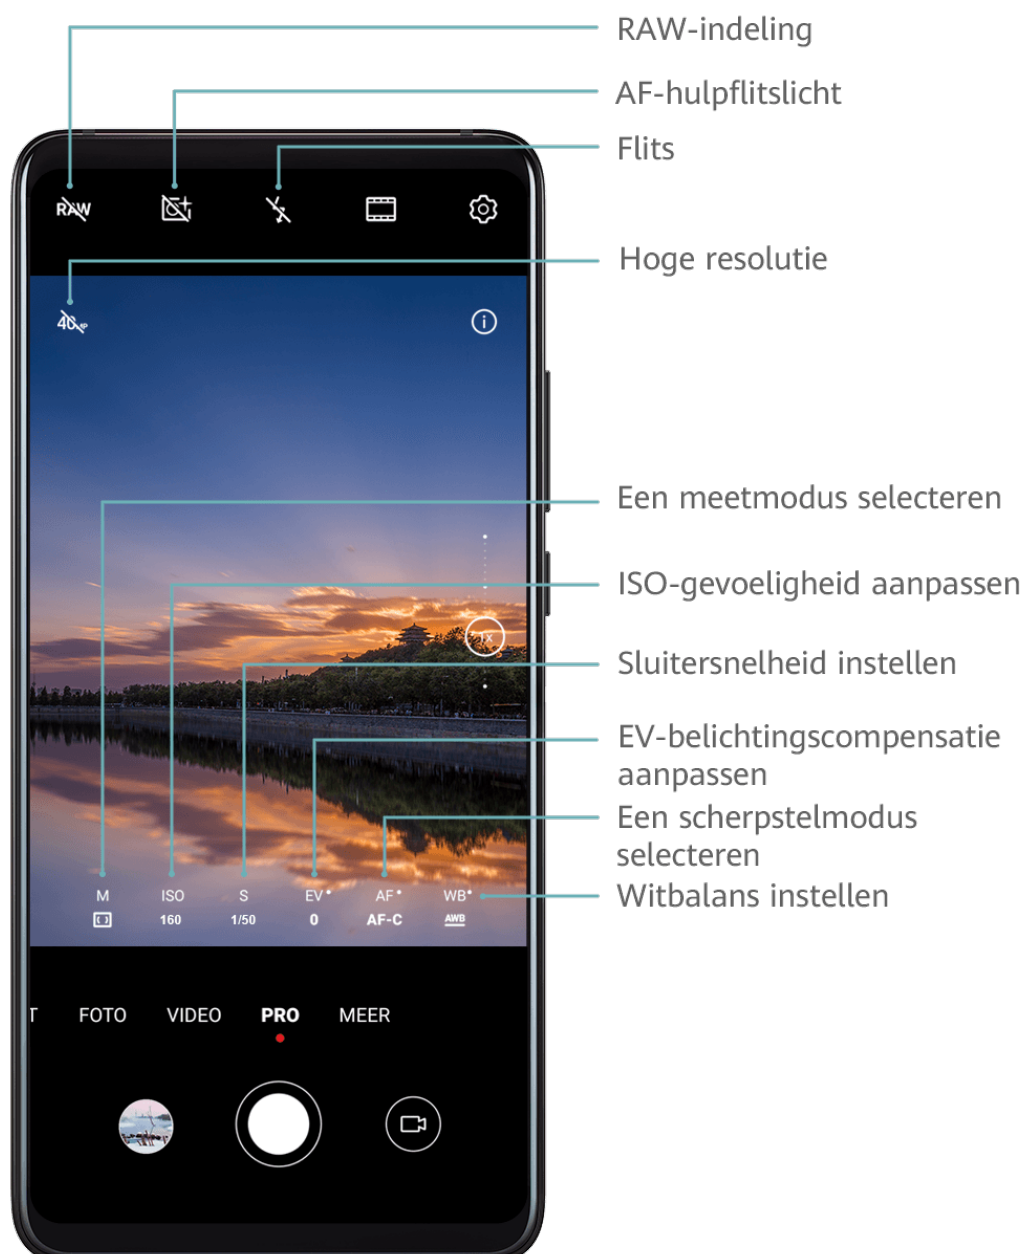 RAW-indeling
AF-hulpflitslicht
Flits
RAW
Hoge resolutie
40MP
Een meetmodus selecteren
ISO-gevoeligheid aanpassen
1x
Sluitersnelheid instellen
EV-belichtingscompensatie
aanpassen
Een scherpstelmodus
selecteren
Witbalans instellen
M ISO S EV AF WB
160 1/50 0 AF-C AWB
T FOTO VIDEO PRO MEER